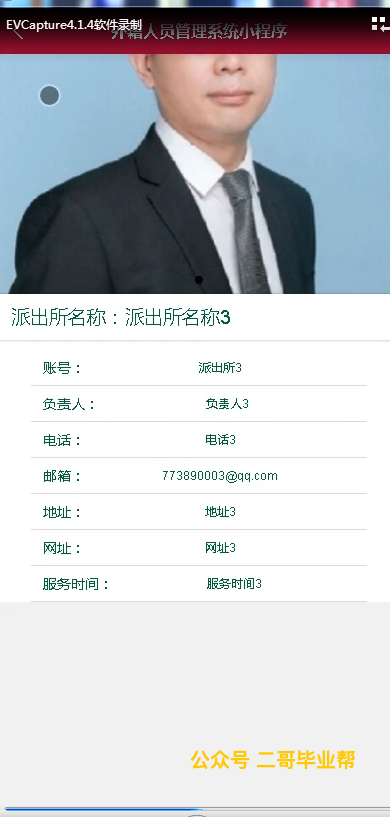 EVCapture4.1.4软件录制
外籍人员管理系统小程序
派出所名称：派出所名称3
账号： 派出所3
负责人： 负责人3
电话： 电话3
邮箱： 773890003@qq.com
地址： 地址3
网址： 网址3
服务时间： 服务时间3
公众号 二哥毕业帮